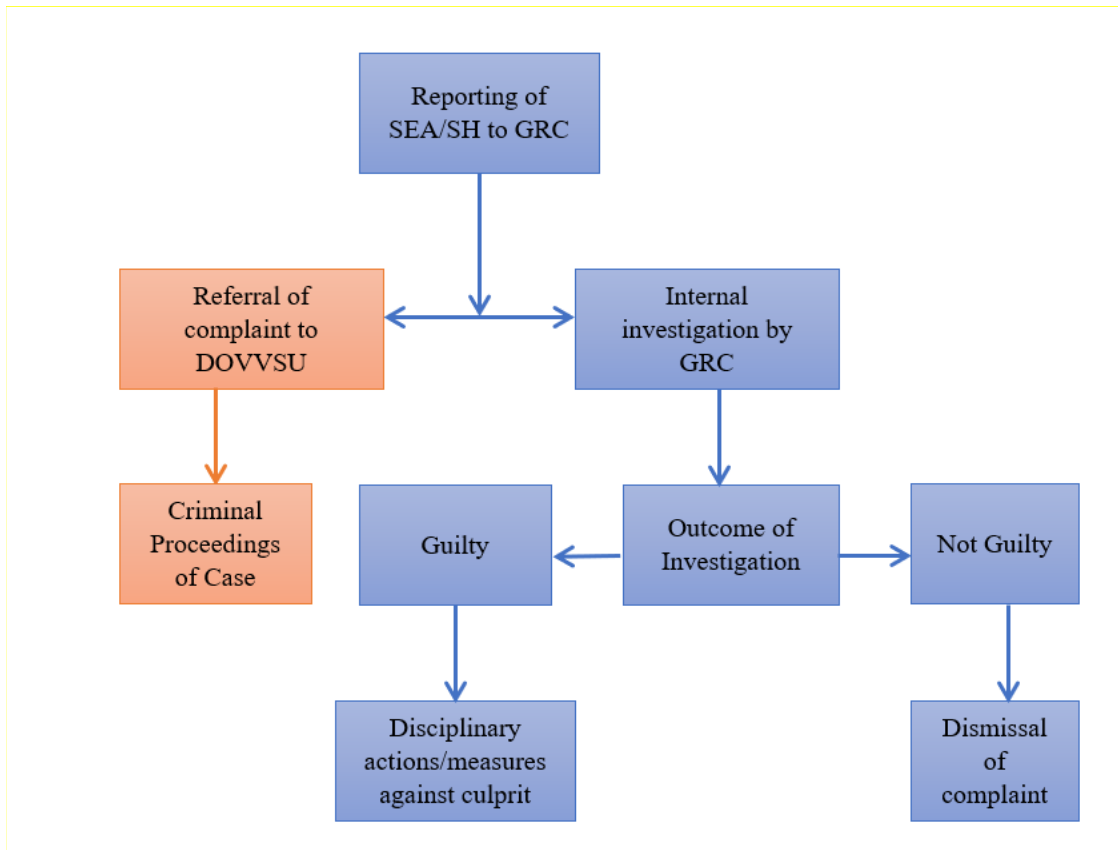 Reporting of
SEA/SH to GRC
Referral of
complaint to
DOVVSU
Internal
investigation by
GRC
Criminal
Proceedings
of Case
Guilty
Outcome of
Investigation
Not Guilty
Disciplinary
actions/measures
against culprit
Dismissal
of
complaint